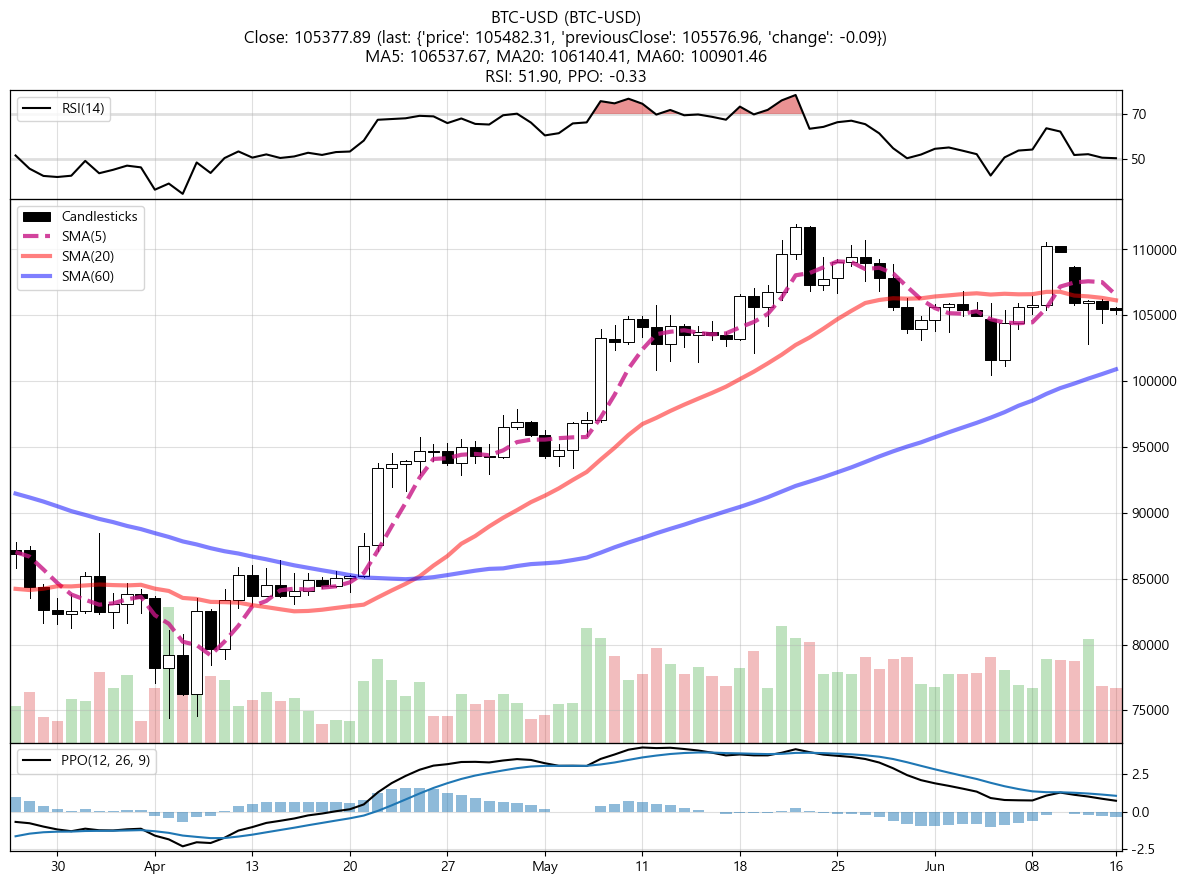 BTC-USD (BTC-USD)
Close: 105377.89 (last: {'price': 105482.31, 'previousClose': 105576.96, 'change': -0.09})
MA5: 106537.67, MA20: 106140.41, MA60: 100901.46
RSI: 51.90, PPO: -0.33
RSI(14)
70
50
Candlesticks
SMA(5)
SMA(20)
SMA(60)
110000
105000
100000
95000
90000
85000
80000
75000
PPO(12, 26, 9)
2.5
0.0
-2.5
30 Apr 13 20 27 May 11 18 25 Jun 08 16